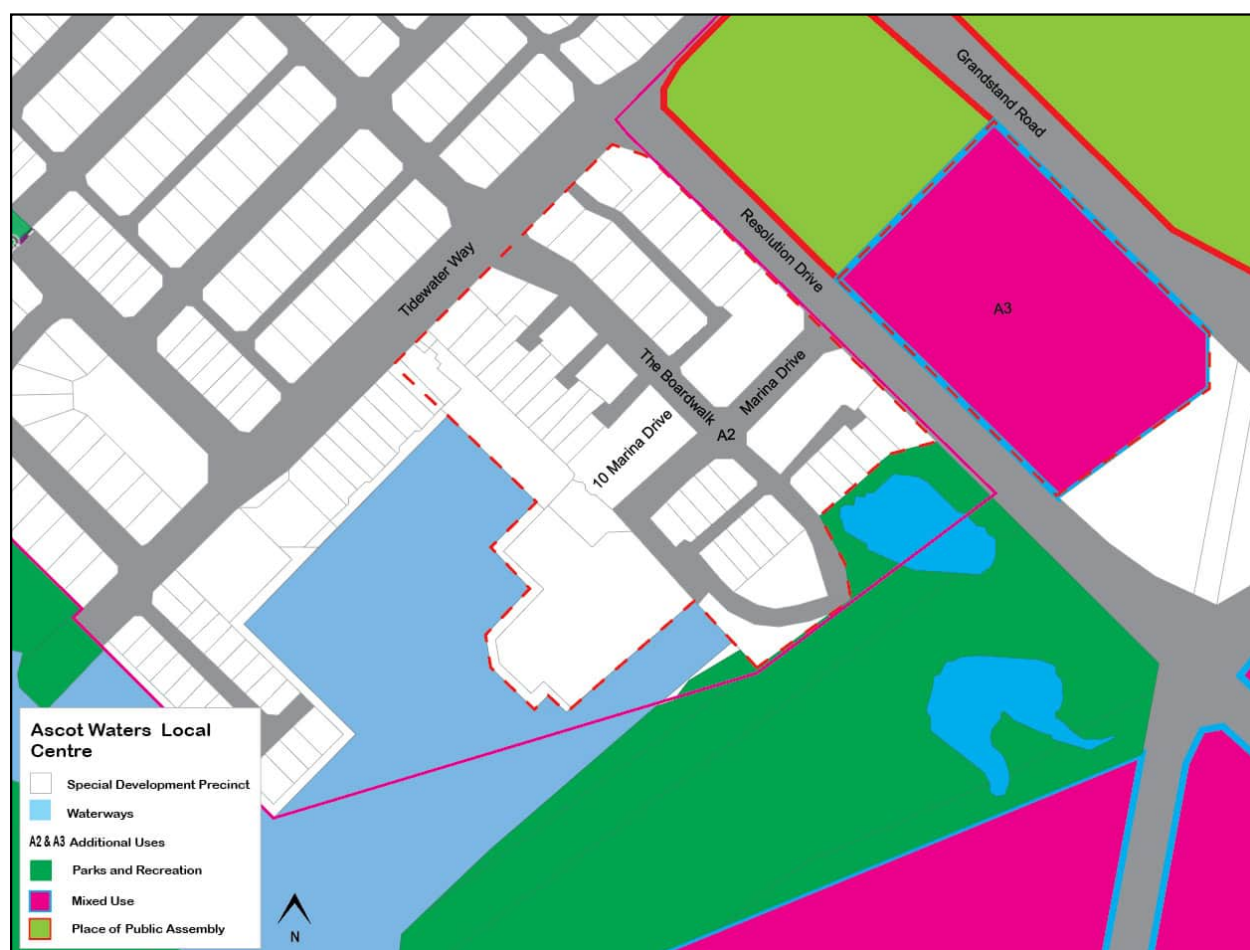 Grandstand Road
Resolution Drive
A3
Tidewater Way
The Boardwalk
Marina Drive
A2
10 Marina Drive
Ascot Waters Local
Centre
Special Development Precinct
Waterways
A2 & A3 Additional Uses
Parks and Recreation
Mixed Use
Place of Public Assembly
N